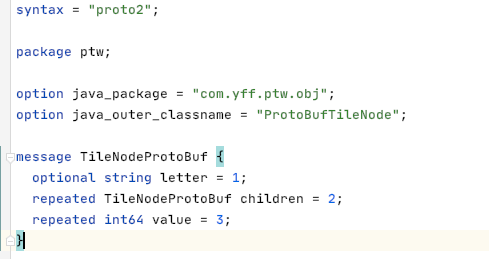 syntax = "proto2";
package ptw;
option java_package = "com.yff.ptw.obj";
option java_outer_classname = "ProtoBufTileNode";
message TileNodeProtoBuf {
  optional string letter = 1;
  repeated TileNodeProtoBuf children = 2;
  repeated int64 value = 3;
}